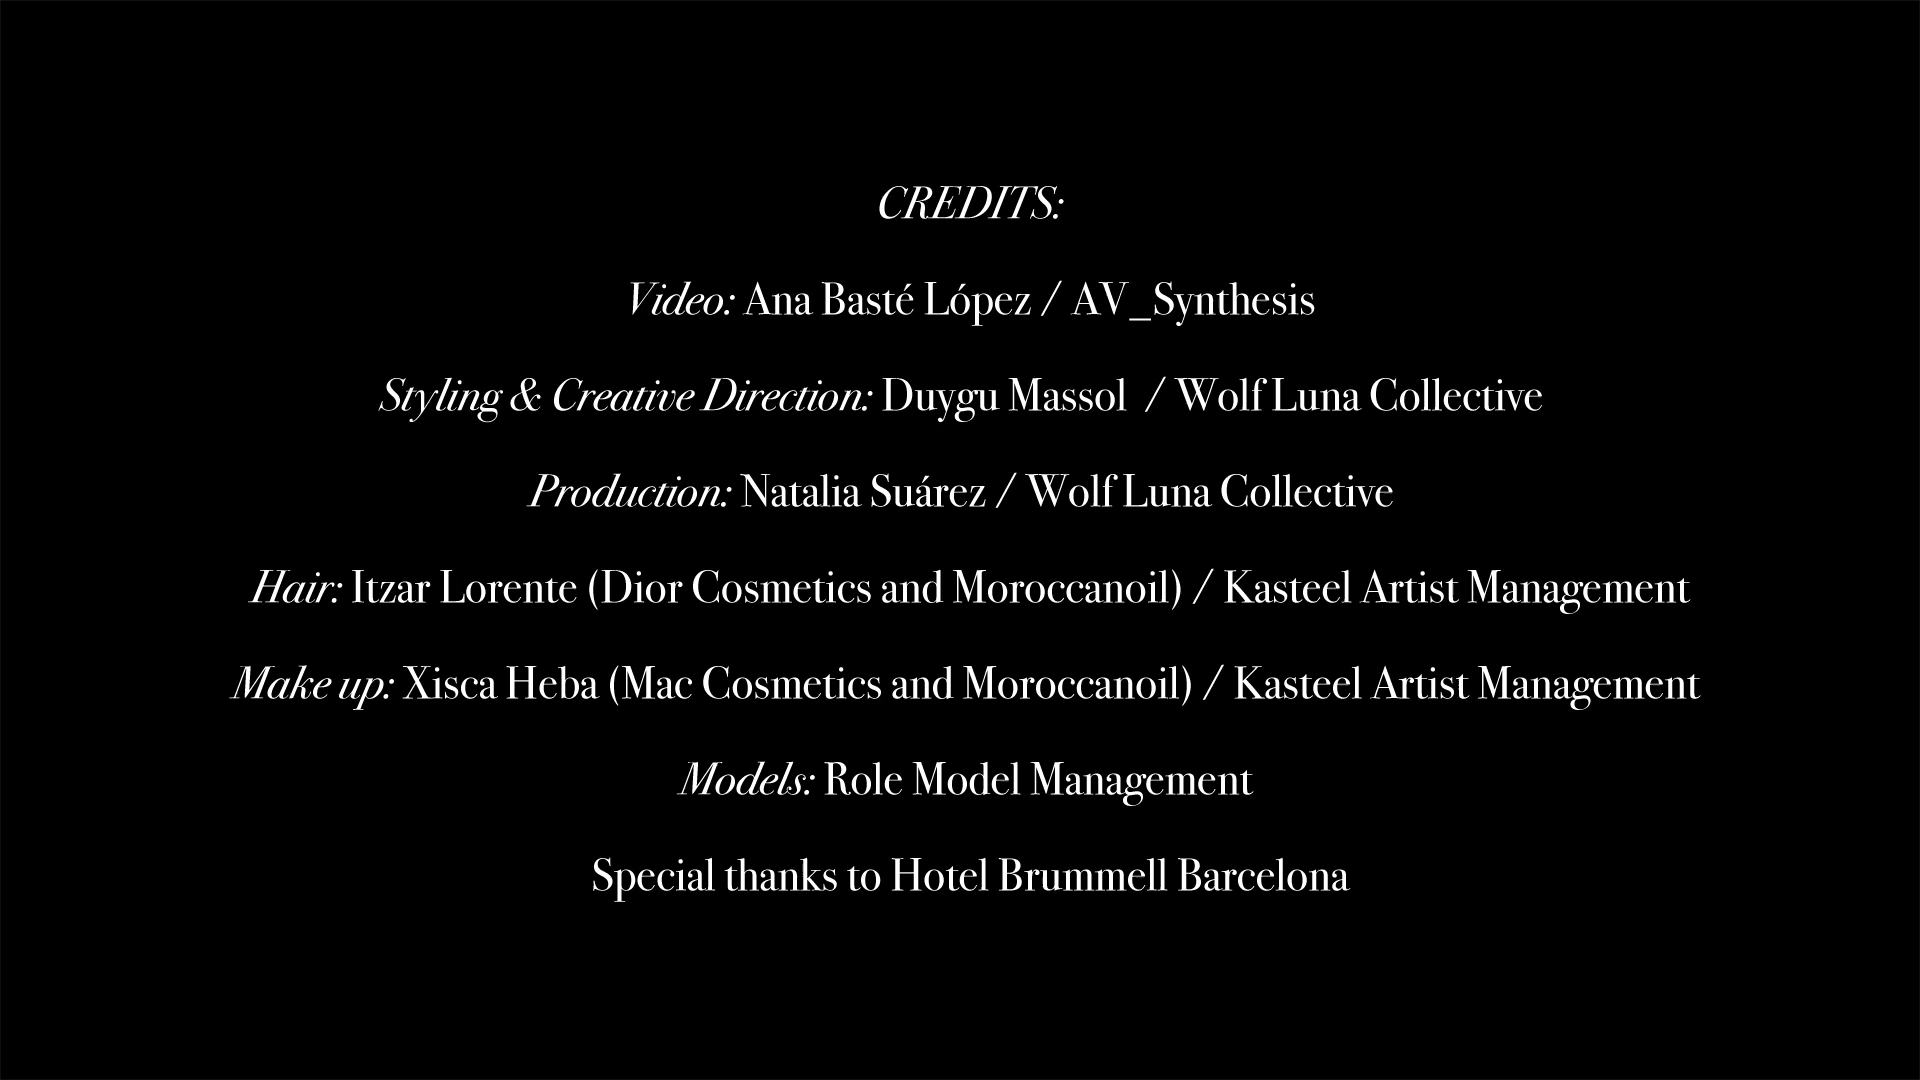 CREDITS:
Video: Ana Basté López / AV_Synthesis
Styling & Creative Direction: Duygu Massol / Wolf Luna Collective
Production: Natalia Suárez / Wolf Luna Collective
Hair: Itzar Lorente (Dior Cosmetics and Moroccanoil) / Kasteel Artist Management
Make up: Xisca Heba (Mac Cosmetics and Moroccanoil) / Kasteel Artist Management
Models: Role Model Management
Special thanks to Hotel Brummell Barcelona